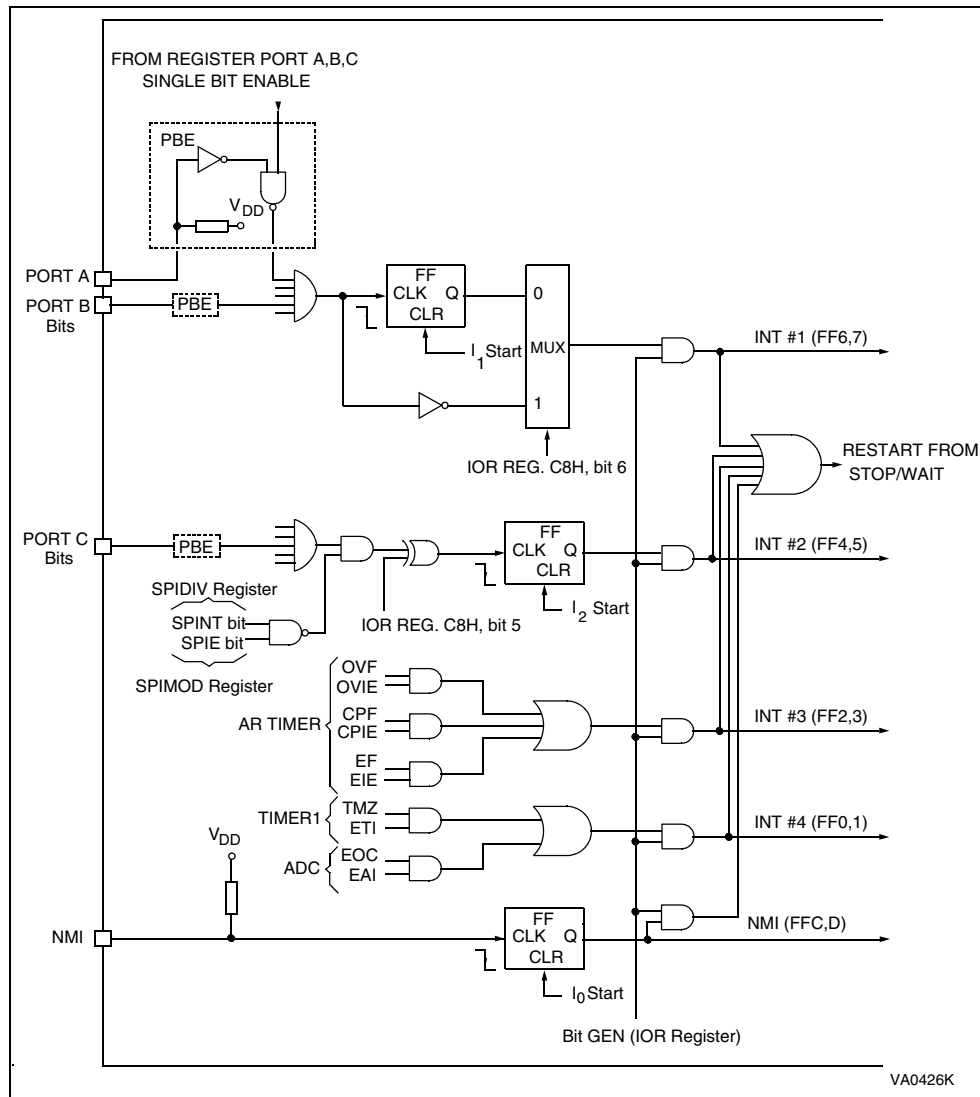 FROM REGISTER PORT A,B,C
SINGLE BIT ENABLE
PBE
VDD
PORT A
PORT B
Bits
PBE
FF
CLK Q
CLR
I1 Start
0
MUX
1
IOR REG. C8H, bit 6
INT #1 (FF6,7)
RESTART FROM
STOP/WAIT
PORT C
Bits
PBE
FF
CLK Q
CLR
I2 Start
INT #2 (FF4,5)
SPIDIV Register
SPINT bit
SPIE bit
SPIMOD Register
IOR REG. C8H, bit 5
AR TIMER
OVF
OVIE
CPF
CPIE
EF
EIE
INT #3 (FF2,3)
TIMER1
TMZ
ETI
ADC
EOC
EAI
INT #4 (FF0,1)
VDD
NMI
FF
CLK Q
CLR
I0 Start
NMI (FFC,D)
Bit GEN (IOR Register)
VA0426K